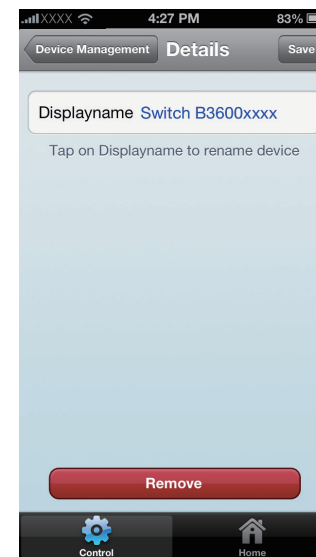 XXXX 4:27 PM 83%
Device Management Details Save
Displayname Switch B3600xxxx
Tap on Displayname to rename device
Remove
Control Home